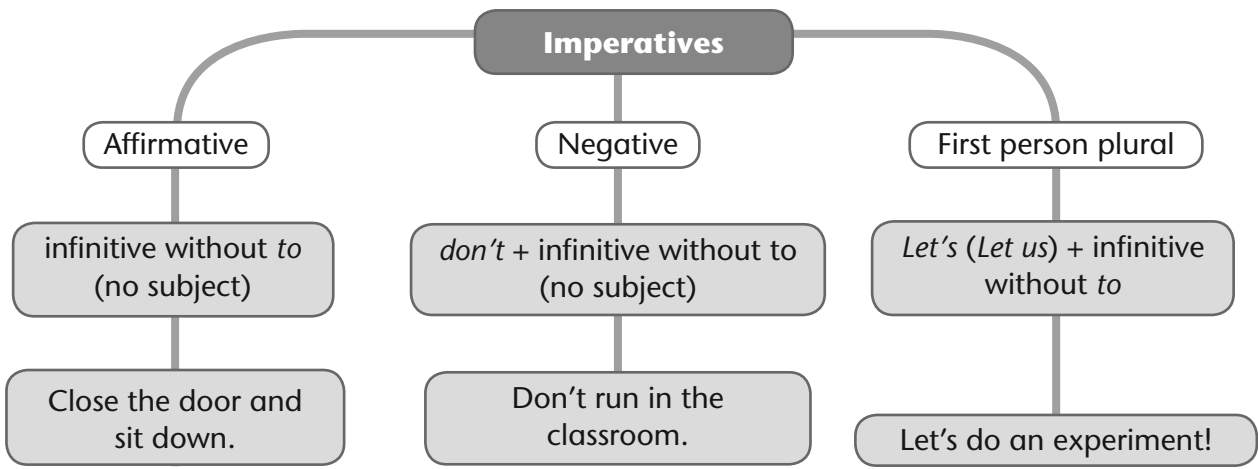 Imperatives
Affirmative
infinitive without to
(no subject)
Close the door and
sit down.
Negative
don't + infinitive without to
(no subject)
Don't run in the
classroom.
First person plural
Let's (Let us) + infinitive
without to
Let's do an experiment!